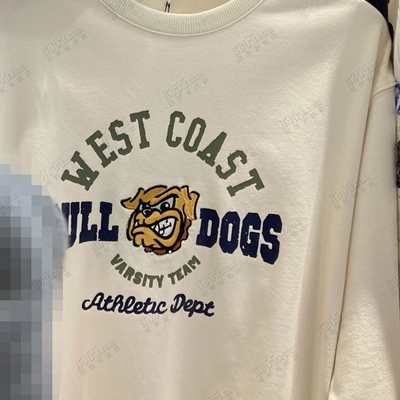 WEST COAST
ULL DOGS
VARSITY TEAM
Athletic Dept